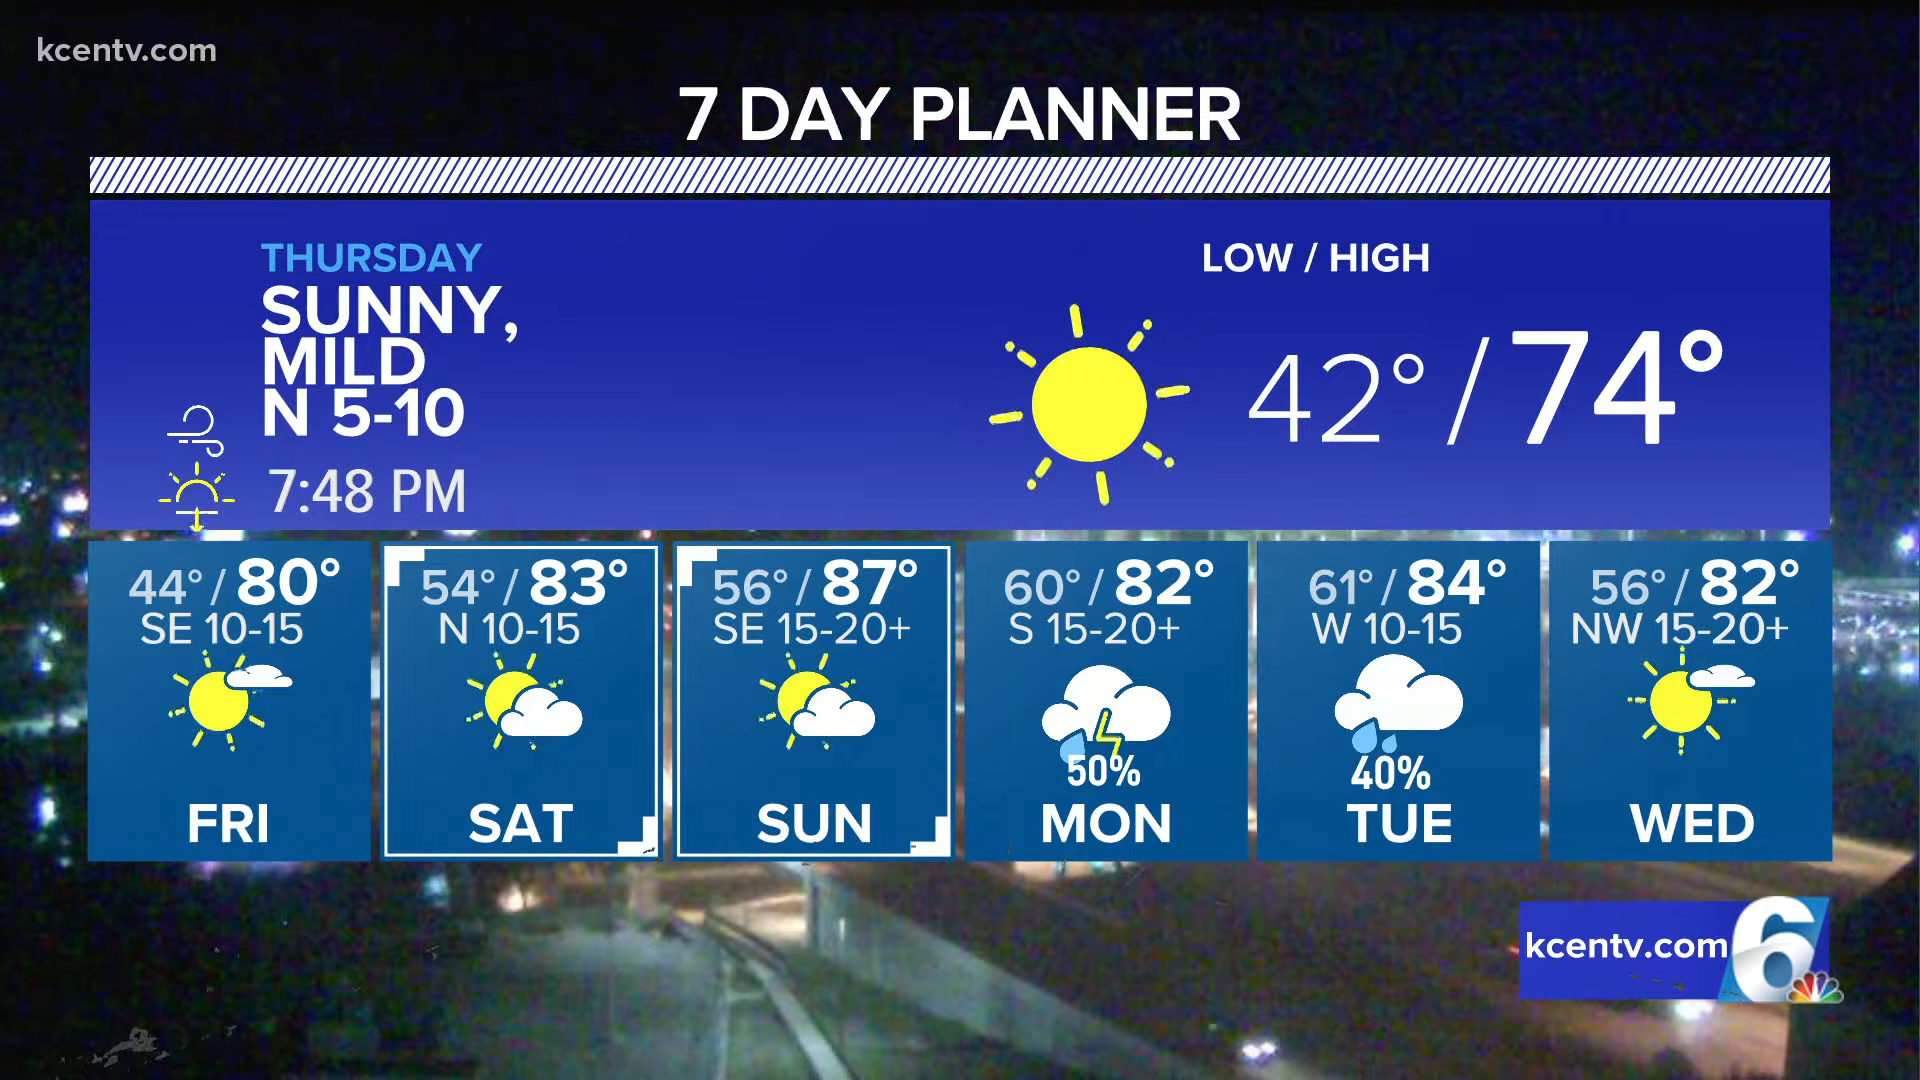 kcentv.com
7 DAY PLANNER
THURSDAY
SUNNY,
MILD
N 5-10
7:48 PM
LOW / HIGH
42° / 74°
44° / 80°
SE 10-15
FRI
54° / 83°
N 10-15
SAT
56° / 87°
SE 15-20+
SUN
60° / 82°
S 15-20+
50%
MON
61° / 84°
W 10-15
40%
TUE
56° / 82°
NW 15-20+
WED
kcentv.com 6